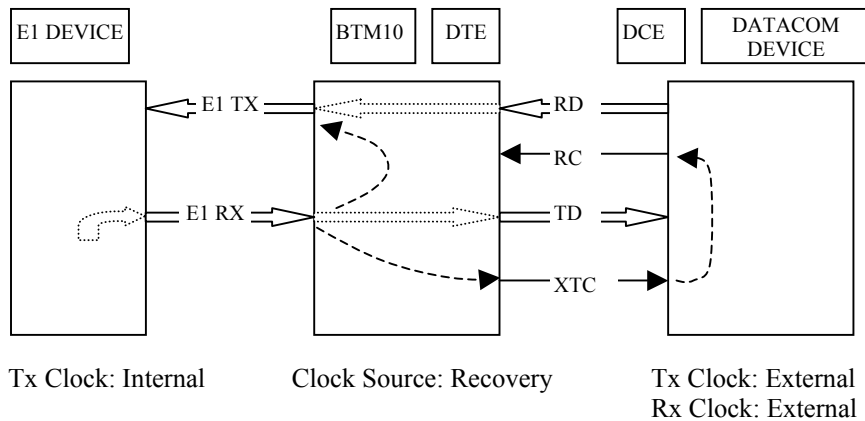 E1 DEVICE
BTM10
DTE
DCE
DATACOM
DEVICE
E1 TX
RD
RC
E1 RX
TD
XTC
Tx Clock: Internal
Clock Source: Recovery
Tx Clock: External
Rx Clock: External